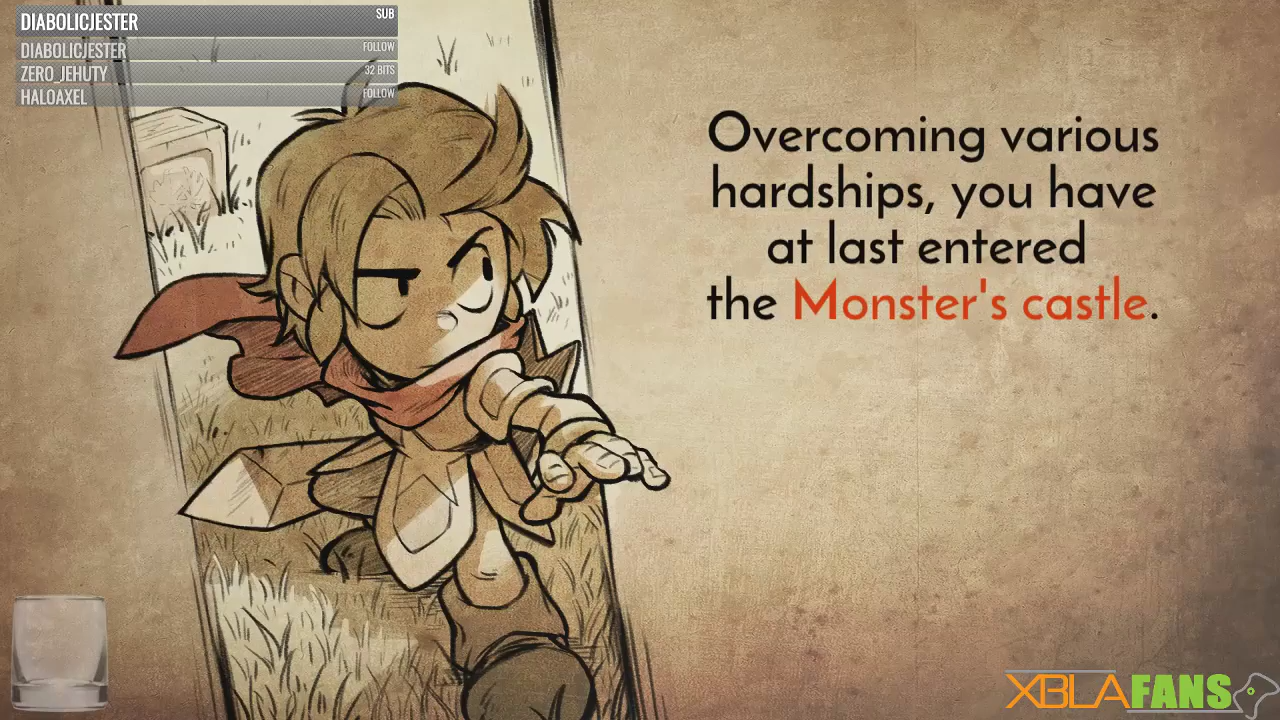 DIABOLICJESTER SUB
DIABOLICJESTER FOLLOW
ZERO_JEHUTY 32 BITS
HALOAXEL FOLLOW
Overcoming various
hardships, you have
at last entered
the Monster's castle.
XBLAFANS